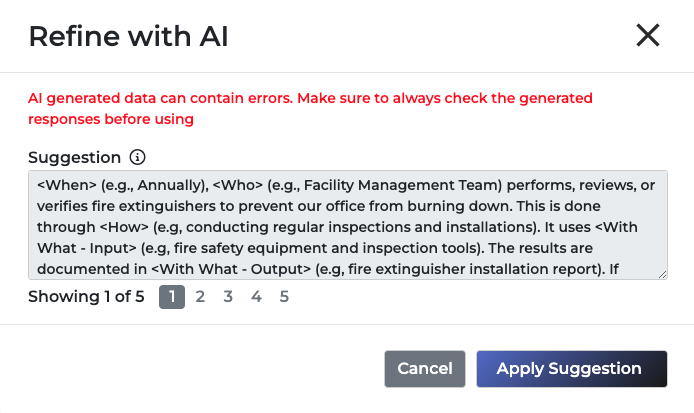 Refine with AI
AI generated data can contain errors. Make sure to always check the generated
responses before using
Suggestion
<When> (e.g., Annually), <Who> (e.g., Facility Management Team) performs, reviews, or
verifies fire extinguishers to prevent our office from burning down. This is done
through <How> (e.g, conducting regular inspections and installations). It uses <With
What - Input> (e.g, fire safety equipment and inspection tools). The results are
documented in <With What - Output> (e.g, fire extinguisher installation report). If
Showing 1 of 5 1 2 3 4 5
Cancel Apply Suggestion